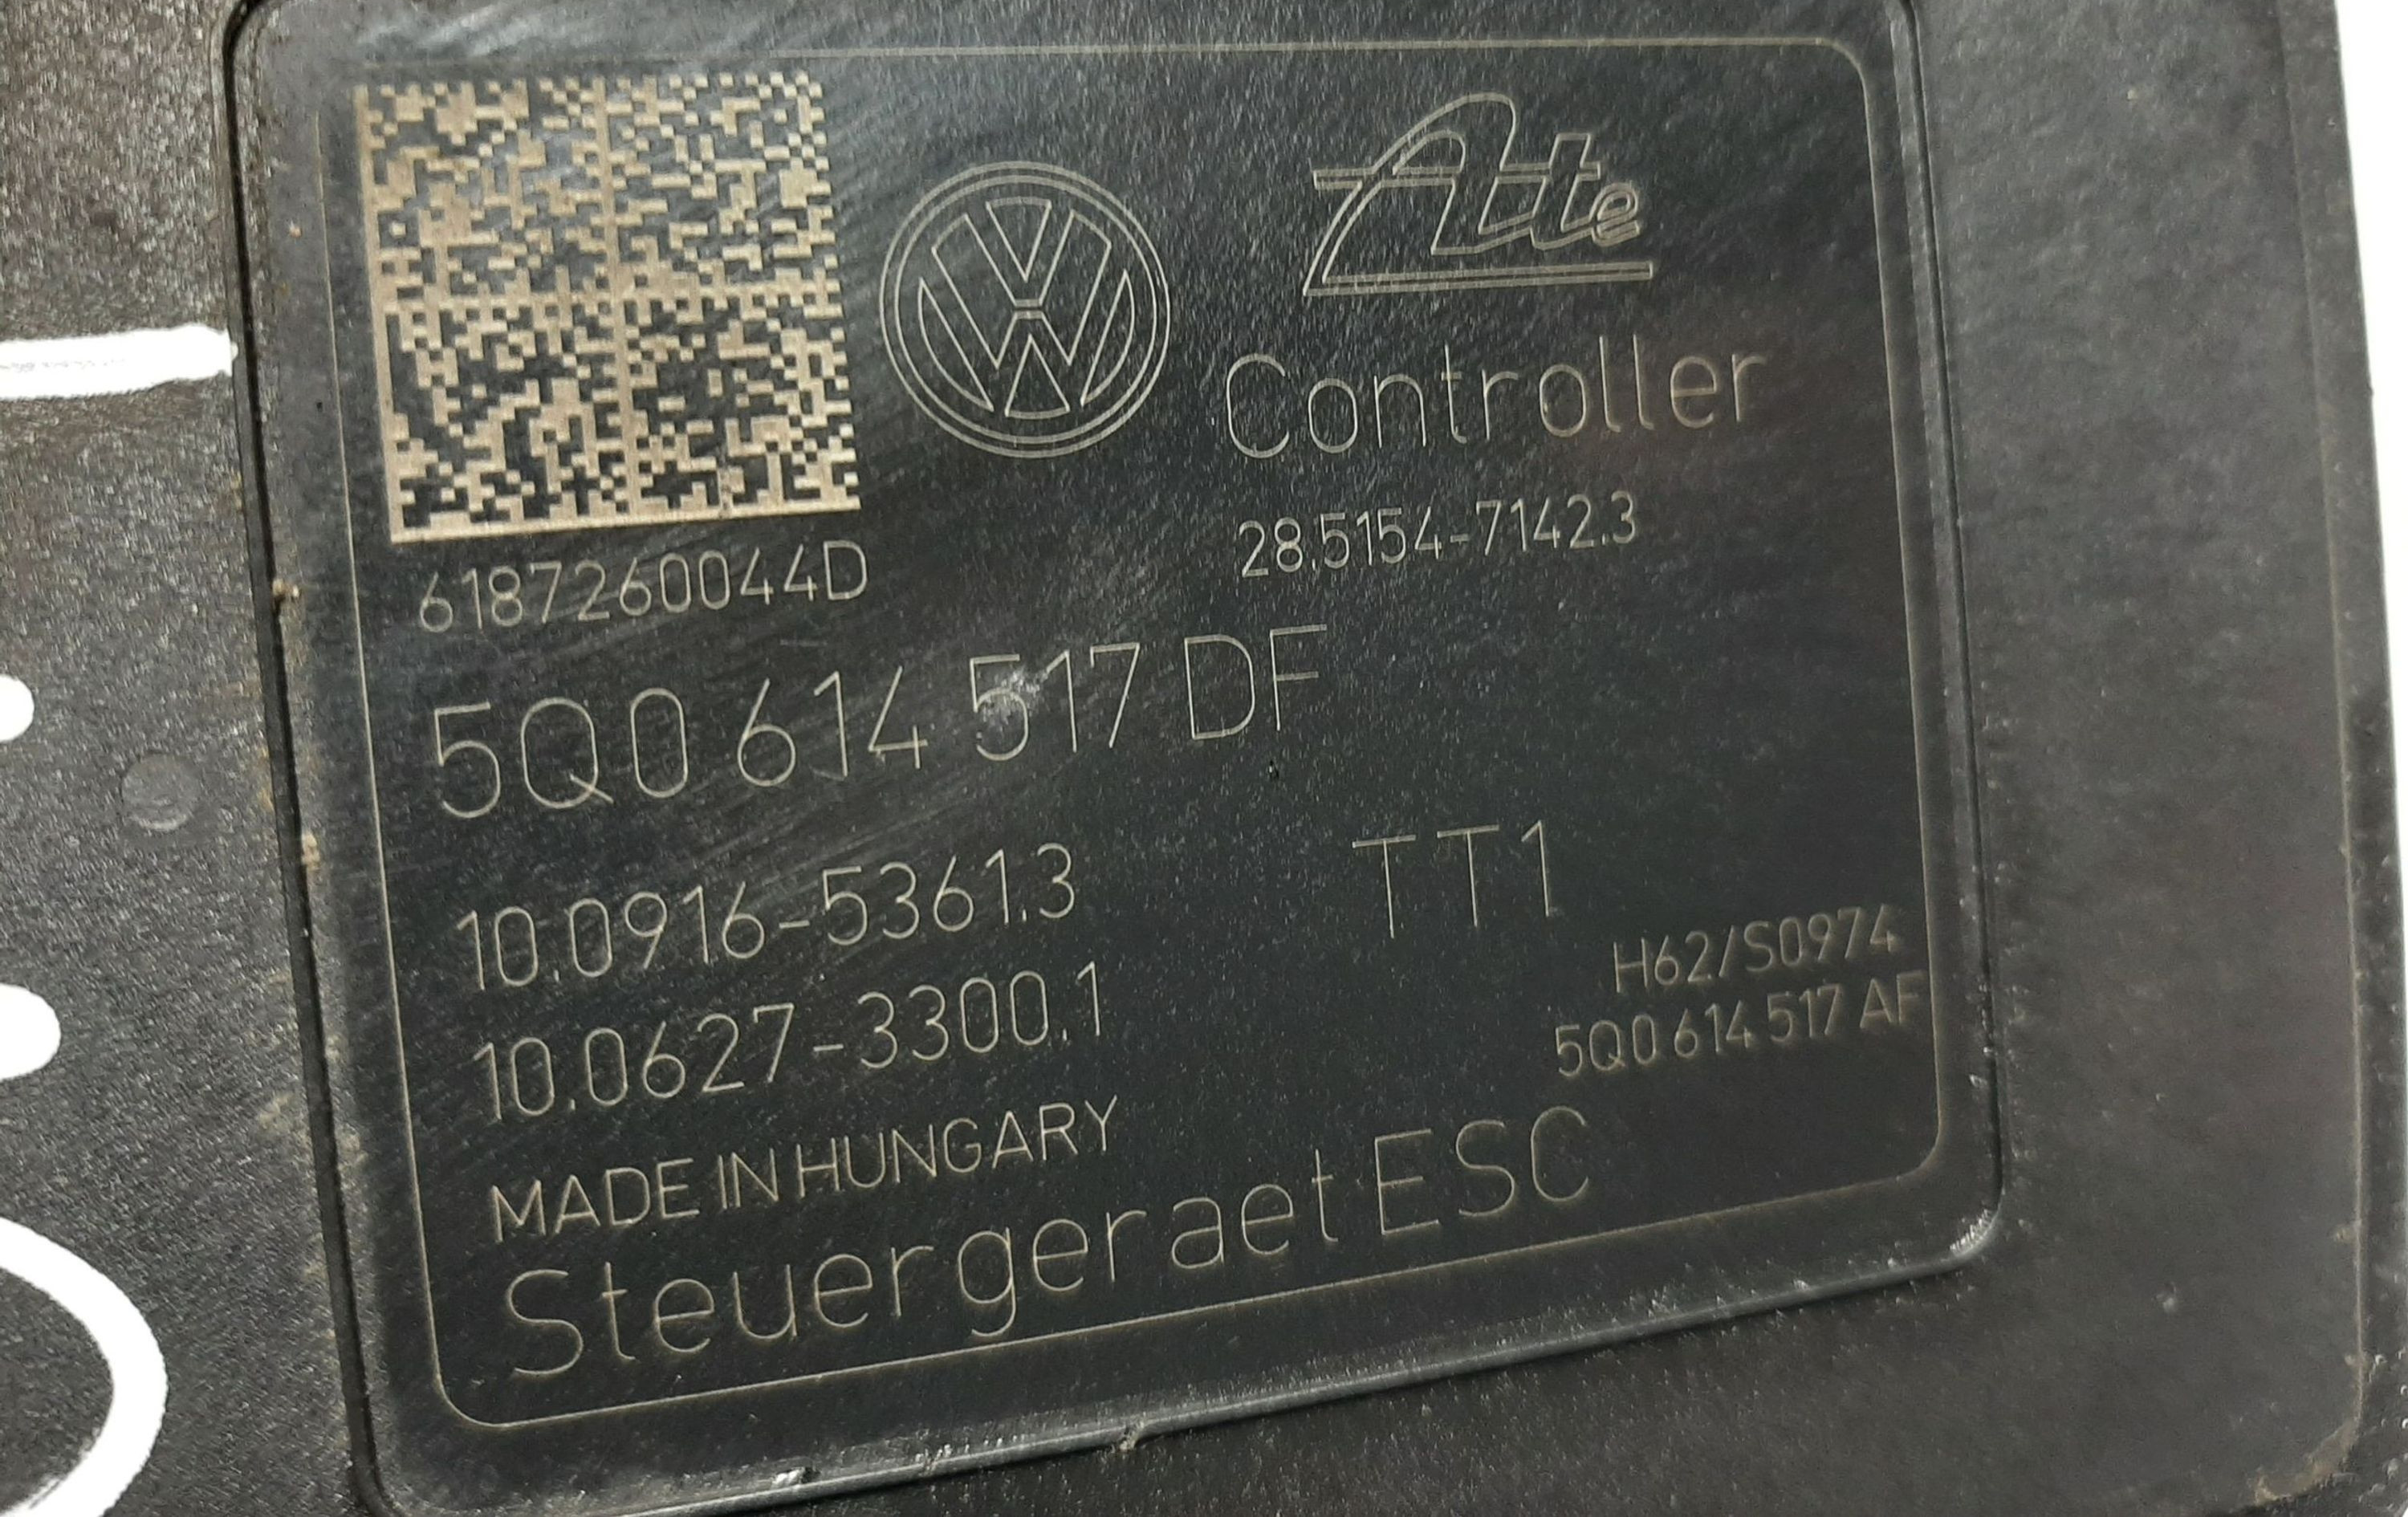 Ate
Controller
28.5154-7142.3
6187260044D
5Q0 614 517 DF
10.0916-5361.3
TT1
10.0627-3300.1
H62/S0974
5Q0 614 517 AF
MADE IN HUNGARY
Steuergeraet ESC